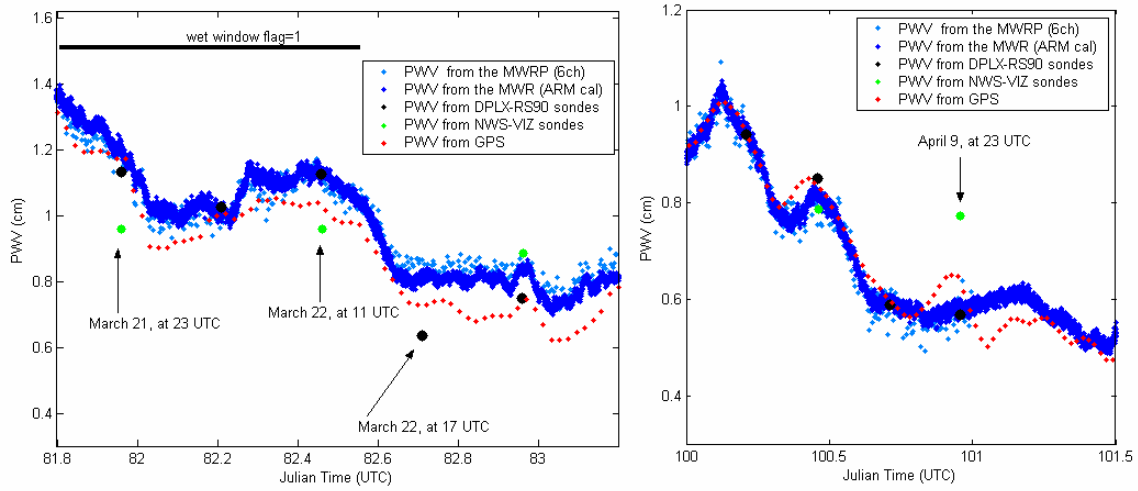 1.6
1.4
1.2
1
0.8
0.6
0.4
PWV (cm)
wet window flag=1
PWV from the MWRP (6ch)
PWV from the MWR (ARM cal)
PWV from DPLX-RS90 sondes
PWV from NWS-VIZ sondes
PWV from GPS
March 21, at 23 UTC
March 22, at 11 UTC
March 22, at 17 UTC
81.8 82 82.2 82.4 82.6 82.8 83
Julian Time (UTC)
1.2
1
0.8
0.6
0.4
PWV (cm)
PWV from the MWRP (6ch)
PWV from the MWR (ARM cal)
PWV from DPLX-RS90 sondes
PWV from NWS-VIZ sondes
PWV from GPS
April 9, at 23 UTC
100 100.5 101 101.5
Julian Time (UTC)